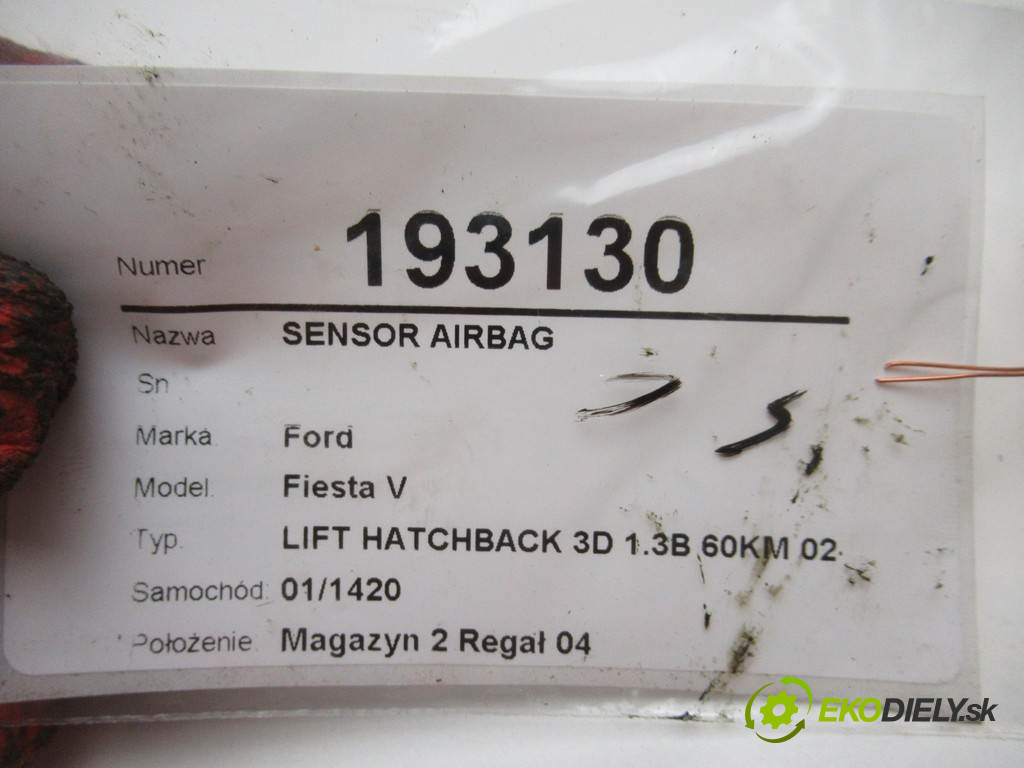 Numer 193130
Nazwa SENSOR AIRBAG
Sn
Marka Ford
Model Fiesta V
Typ. LIFT HATCHBACK 3D 1.3B 60KM 02-
Samochód: 01/1420
Położenie Magazyn 2 Regał 04
EKODIELY.sk